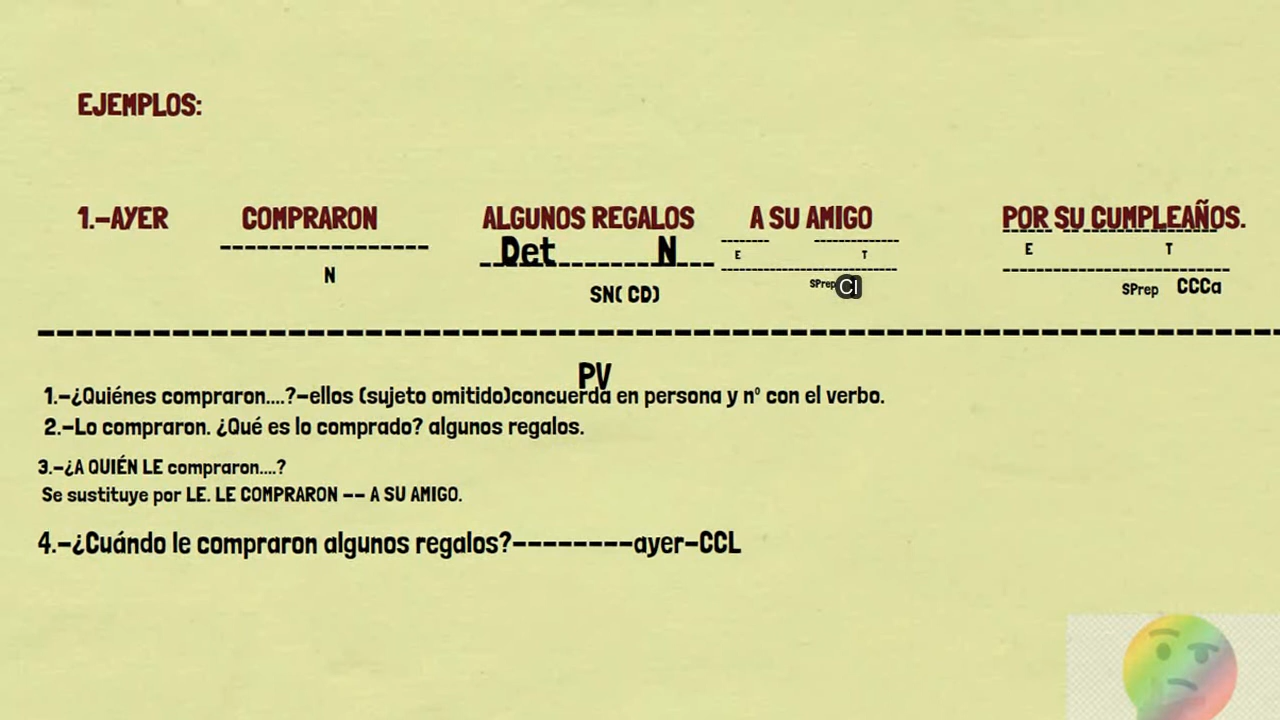 EJEMPLOS:
1.-AYER COMPRARON ALGUNOS REGALOS A SU AMIGO POR SU CUMPLEAÑOS.
Det N E T E T
N SN( CD) SPrep CI SPrep CCCa
PV
1.-¿Quiénes compraron....?-ellos (sujeto omitido)concuerda en persona y nº con el verbo.
2.-Lo compraron. ¿Qué es lo comprado? algunos regalos.
3.-¿A QUIÉN LE compraron....?
Se sustituye por LE. LE COMPRARON -- A SU AMIGO.
4.-¿Cuándo le compraron algunos regalos?--------ayer-CCL